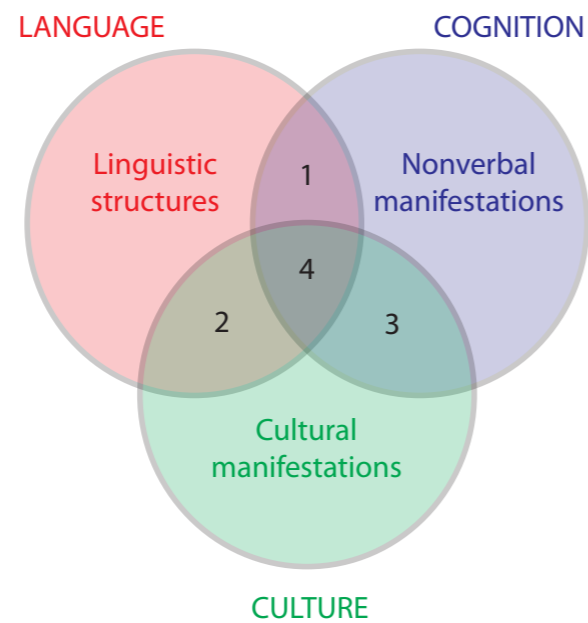 LANGUAGE
COGNITION
Linguistic
structures
1
Nonverbal
manifestations
4
2
3
Cultural
manifestations
CULTURE